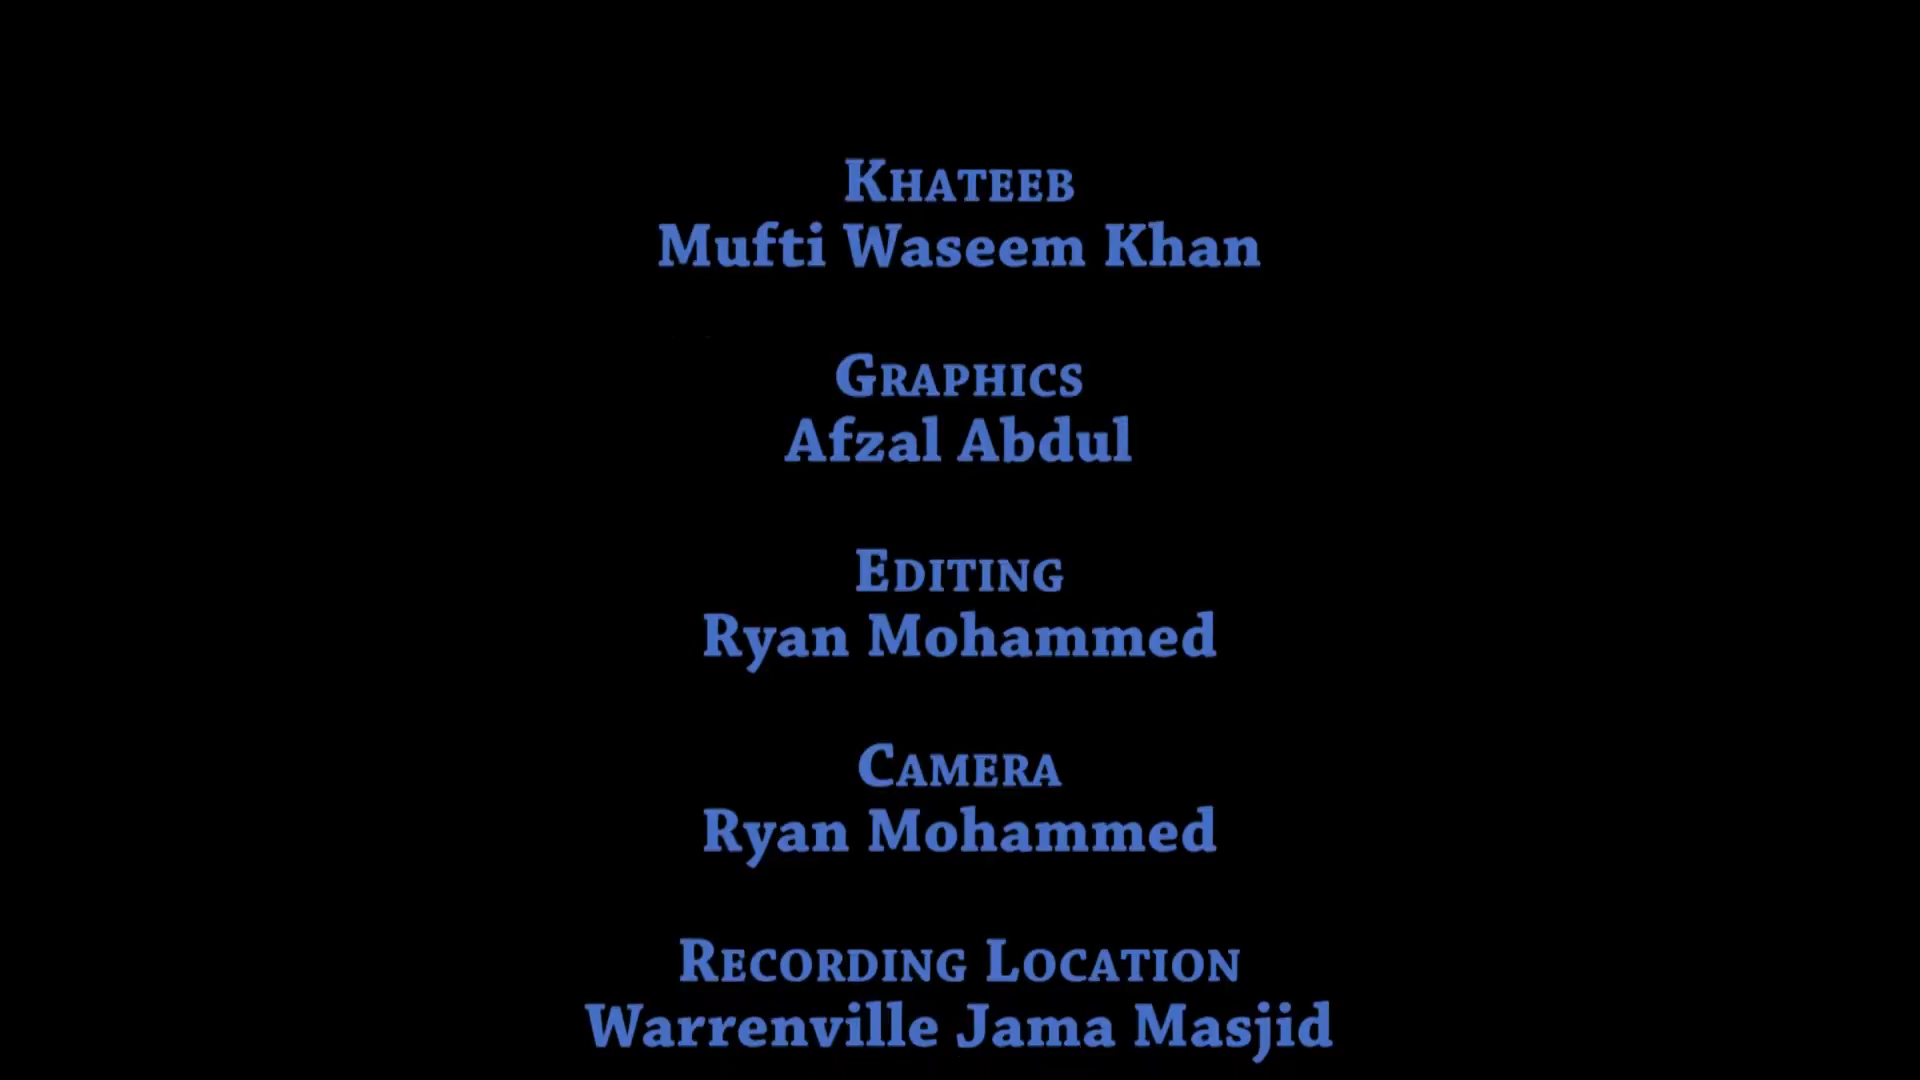 Khateeb
Mufti Waseem Khan
Graphics
Afzal Abdul
Editing
Ryan Mohammed
Camera
Ryan Mohammed
Recording Location
Warrenville Jama Masjid